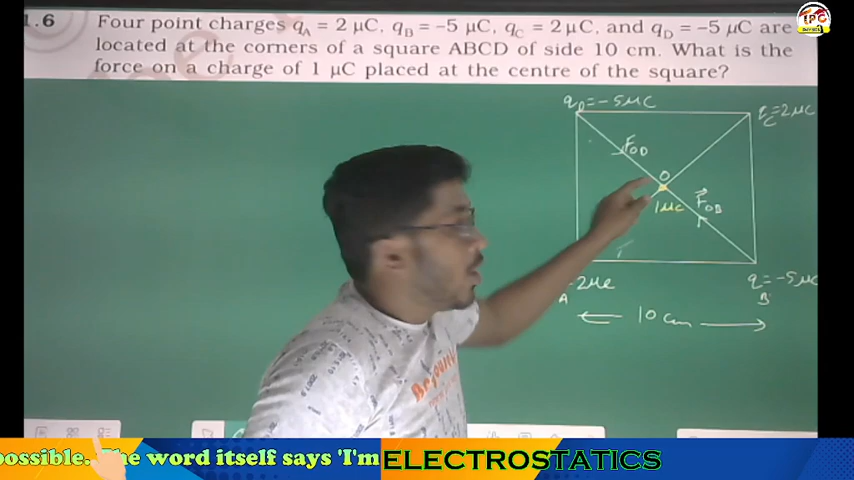 1.6 Four point charges qA = 2 μC, qB = –5 μC, qC = 2 μC, and qD = –5 μC are
located at the corners of a square ABCD of side 10 cm. What is the
force on a charge of 1 μC placed at the centre of the square?
EPC
qD=-5μC
qC=2μC
FOD
O
1μC
FOB
2μC
A
q=-5μC
B
10 cm
possible. The word itself says 'I'm
ELECTROSTATICS